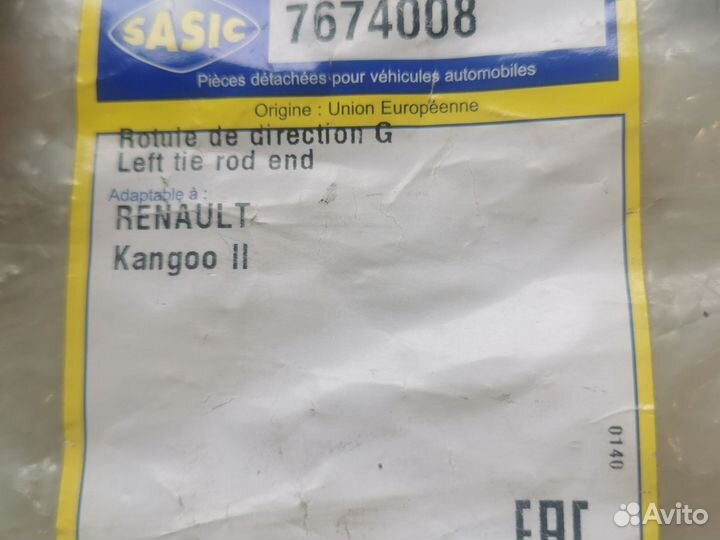 SASIC
7674008
Pièces détachées pour véhicules automobiles
Origine : Union Européenne
Rotule de direction G
Left tie rod end
Adaptable à :
RENAULT
Kangoo II
0140
EAC
Avito